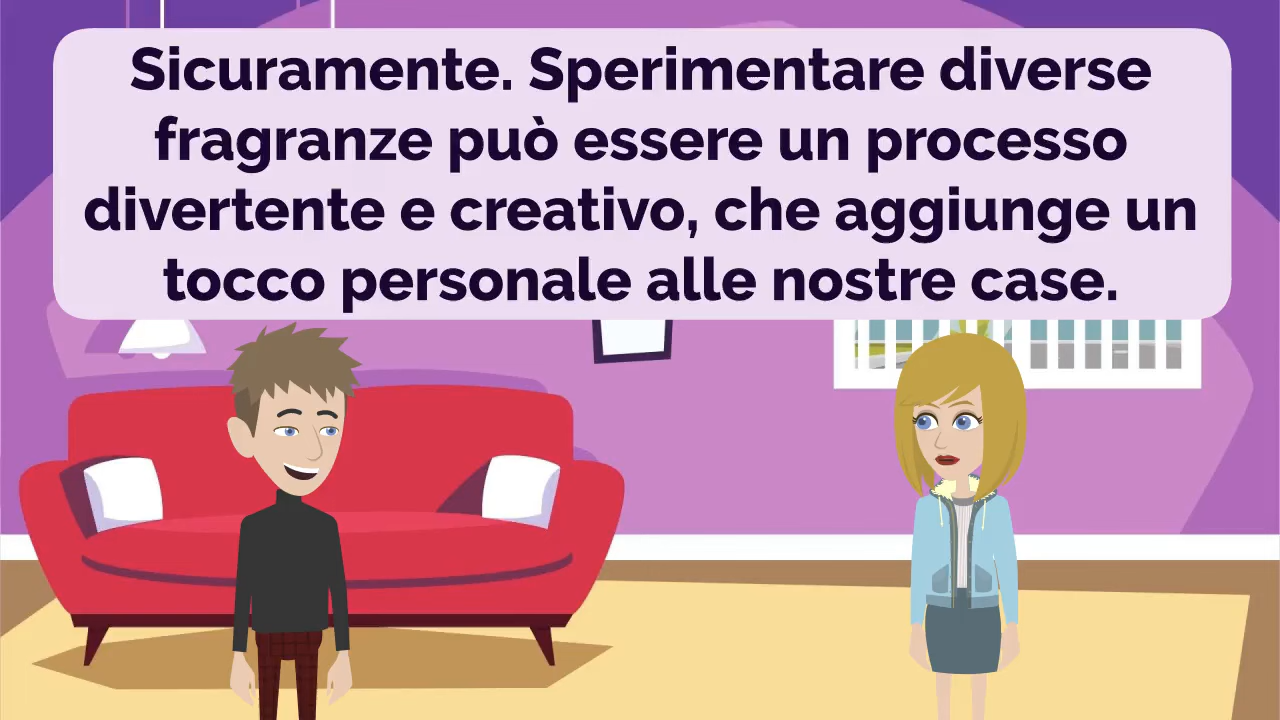 Sicuramente. Sperimentare diverse
fragranze può essere un processo
divertente e creativo, che aggiunge un
tocco personale alle nostre case.